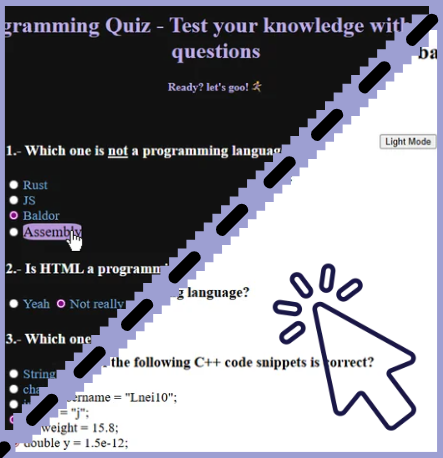 gramming Quiz - Test your knowledge with
questions
ba
Ready? let's goo!
Light Mode
1.- Which one is not a programming languag
Rust
JS
Baldor
Assembly
2.- Is HTML a programm
g language?
Yeah Not really
3.- Which one
the following C++ code snippets is correct?
String
cha
ername = "Lnei10";
= "j";
weight = 15.8;
double y = 1.5e-12;